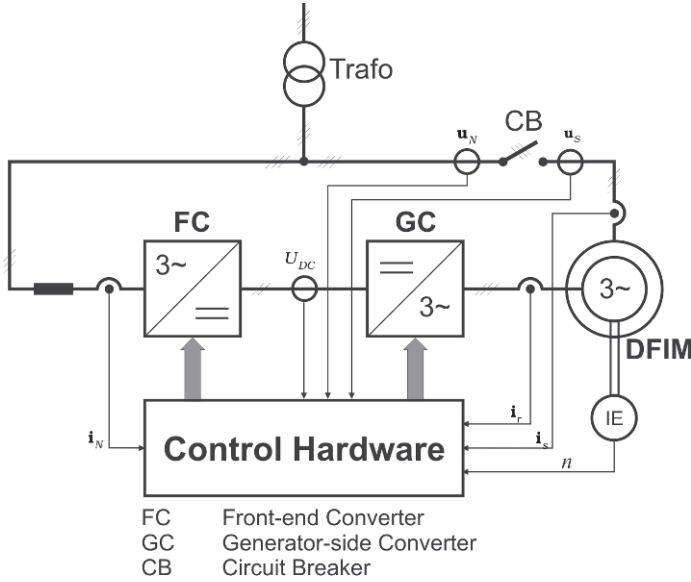 Trafo
u_N
CB
u_S
FC
GC
3~
U_DC
3~
3~
DFIM
i_N
Control Hardware
i_r
i_s
IE
n
FC Front-end Converter
GC Generator-side Converter
CB Circuit Breaker